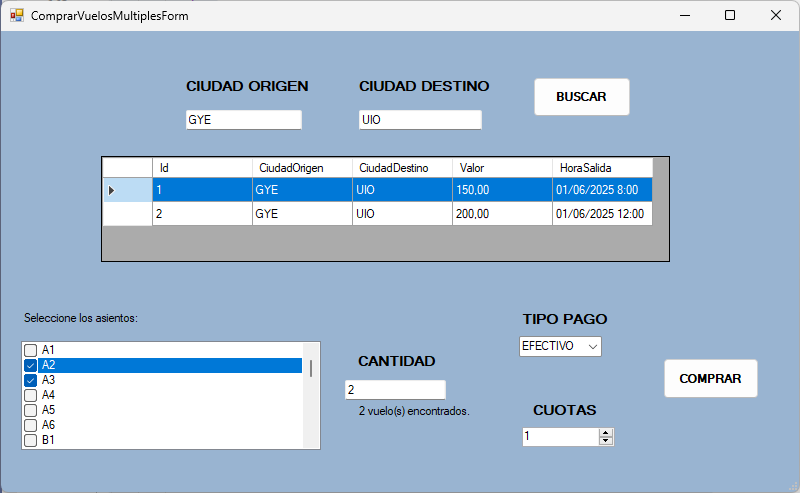 ComprarVuelosMultiplesForm
CIUDAD ORIGEN CIUDAD DESTINO
BUSCAR
GYE UIO
Id CiudadOrigen CiudadDestino Valor HoraSalida
1 GYE UIO 150,00 01/06/2025 8:00
2 GYE UIO 200,00 01/06/2025 12:00
Seleccione los asientos:
A1
A2
A3
A4
A5
A6
B1
CANTIDAD
2
2 vuelo(s) encontrados.
TIPO PAGO
EFECTIVO
CUOTAS
1
COMPRAR